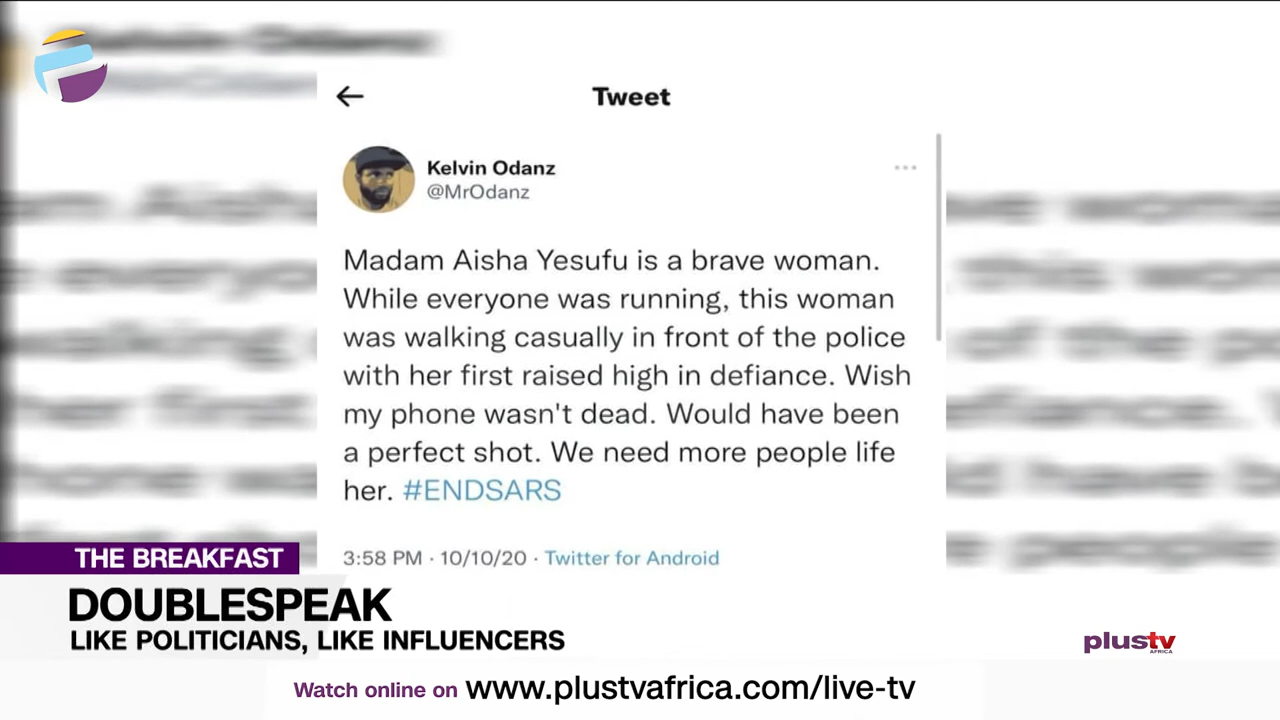 Tweet
Kelvin Odanz
@MrOdanz
Madam Aisha Yesufu is a brave woman.
While everyone was running, this woman
was walking casually in front of the police
with her first raised high in defiance. Wish
my phone wasn't dead. Would have been
a perfect shot. We need more people life
her. #ENDSARS
3:58 PM · 10/10/20 · Twitter for Android
THE BREAKFAST
DOUBLESPEAK
LIKE POLITICIANS, LIKE INFLUENCERS
plustv
AFRICA
Watch online on www.plustvafrica.com/live-tv